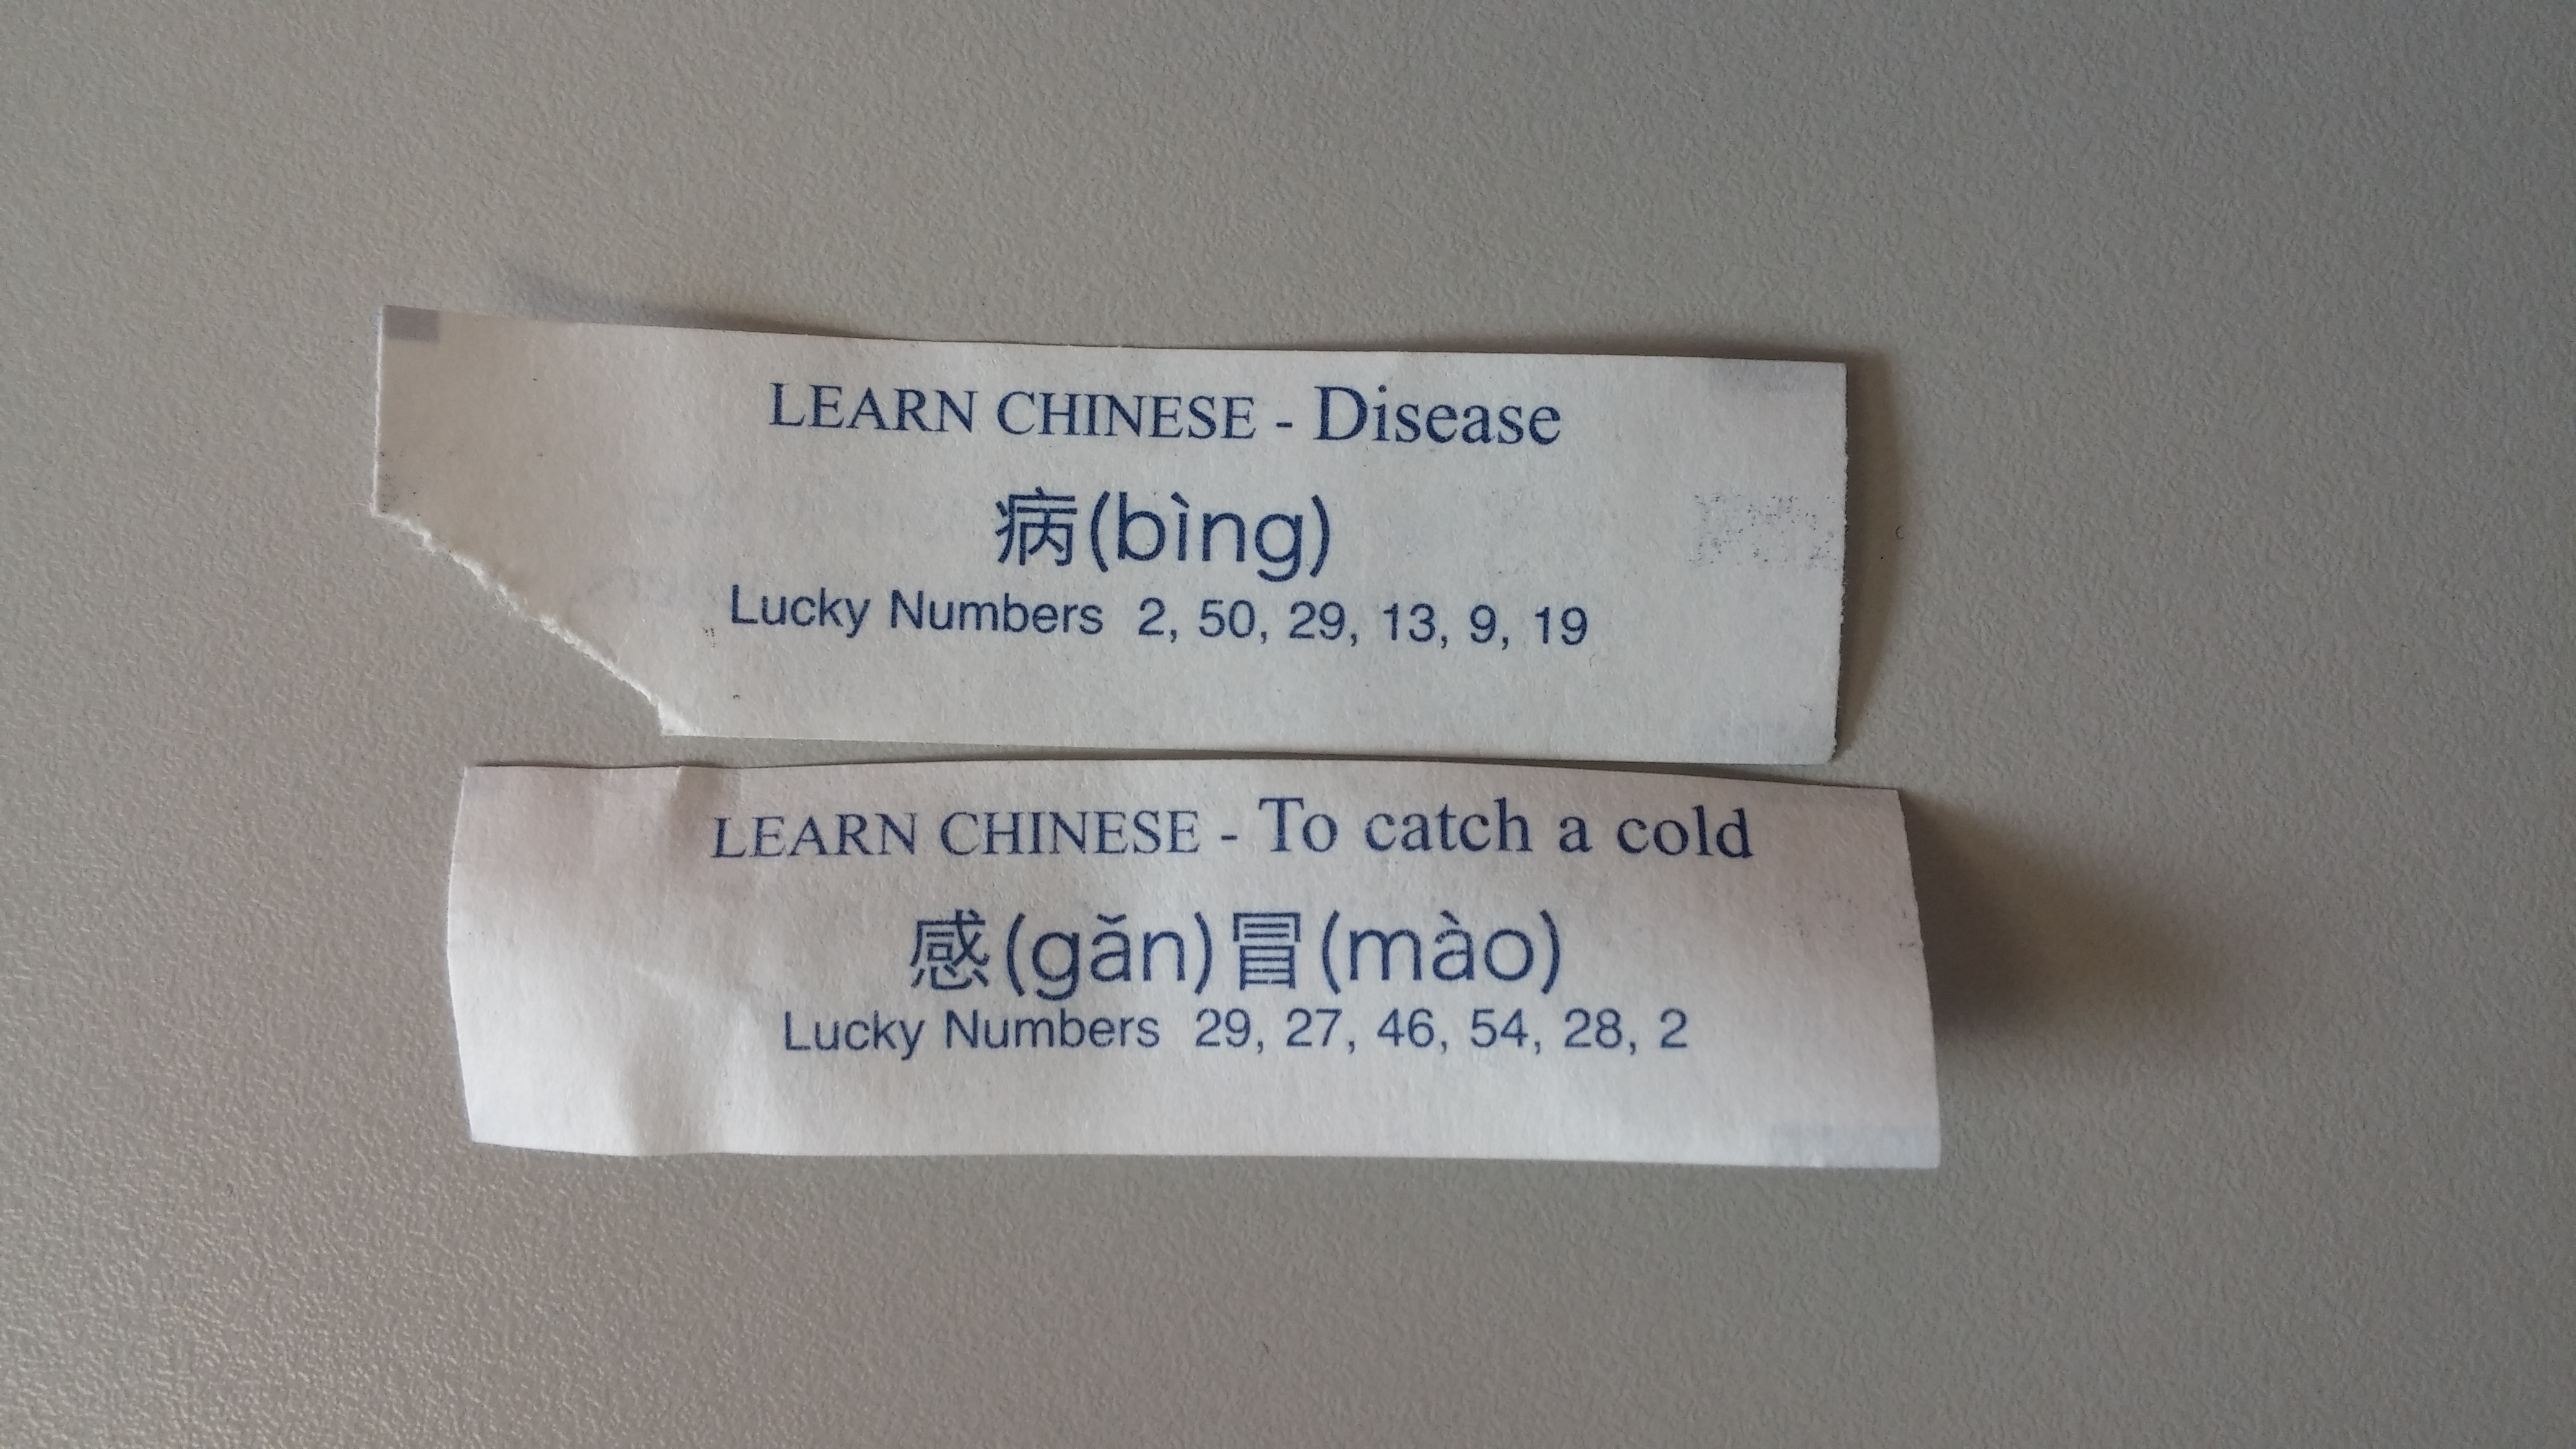 LEARN CHINESE - Disease
病(bìng)
Lucky Numbers 2, 50, 29, 13, 9, 19
LEARN CHINESE - To catch a cold
感(gǎn)冒(mào)
Lucky Numbers 29, 27, 46, 54, 28, 2